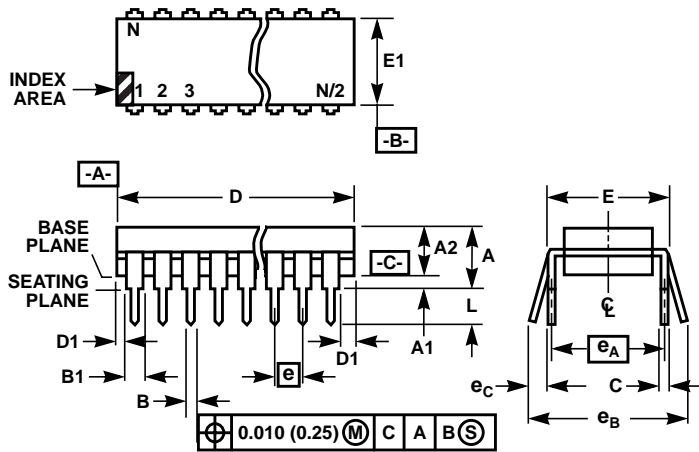 N
E1
INDEX
AREA
1 2 3 N/2
-B-
-A-
D
E
BASE
PLANE
A2
A
-C-
SEATING
PLANE
L
C
L
D1
A1
D1
eA
B1
e
eC
C
B
eB
0.010 (0.25) M C A B S